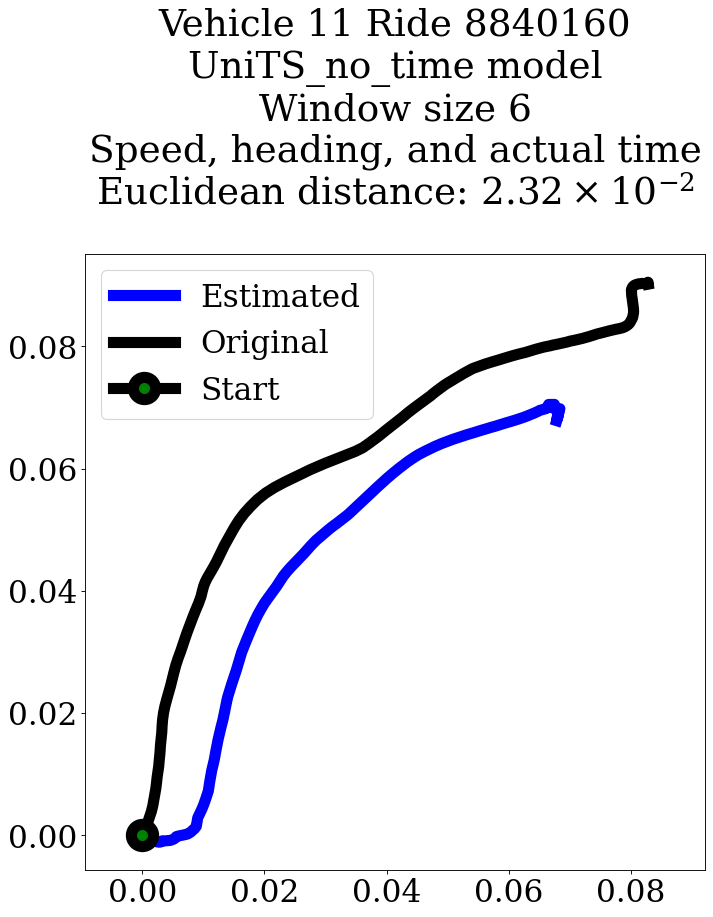 Vehicle 11 Ride 8840160
UniTS_no_time model
Window size 6
Speed, heading, and actual time
Euclidean distance: 2.32 × 10⁻²
Estimated
Original
Start
0.08
0.06
0.04
0.02
0.00
0.00 0.02 0.04 0.06 0.08